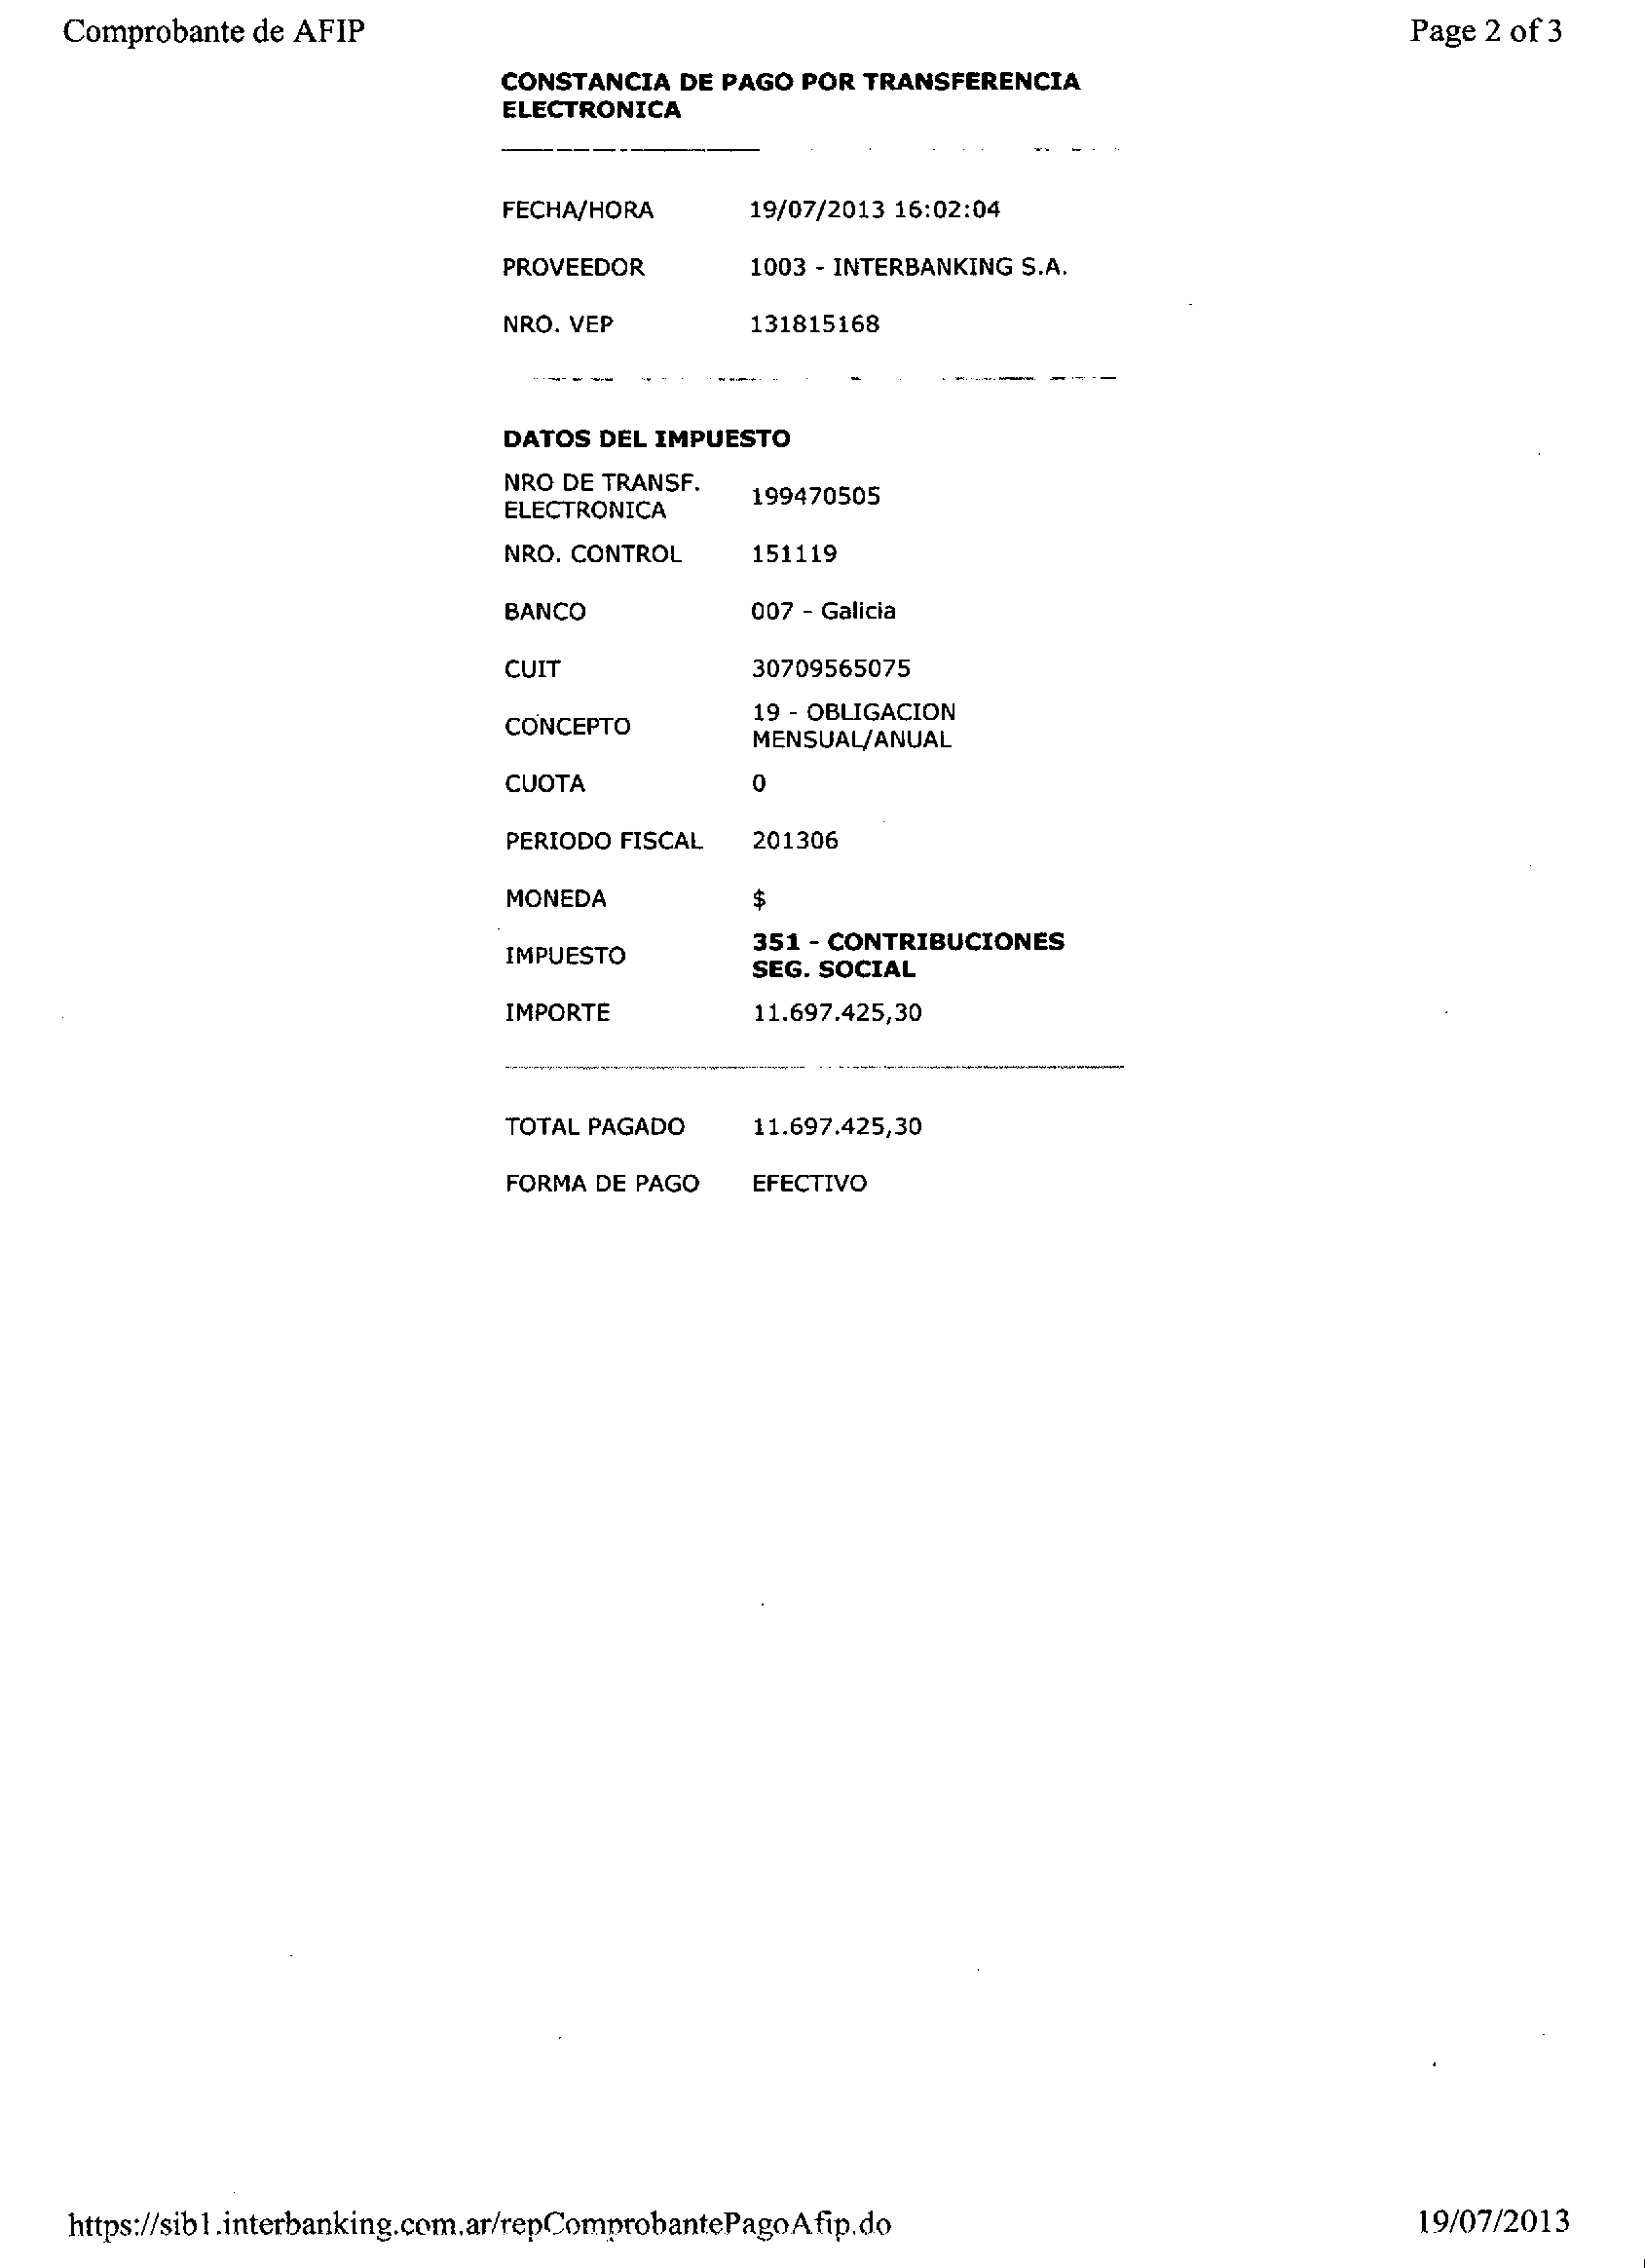 Comprobante de AFIP
Page 2 of 3
CONSTANCIA DE PAGO POR TRANSFERENCIA
ELECTRONICA
FECHA/HORA 19/07/2013 16:02:04
PROVEEDOR 1003 - INTERBANKING S.A.
NRO. VEP 131815168
DATOS DEL IMPUESTO
NRO DE TRANSF.
ELECTRONICA
199470505
NRO. CONTROL 151119
BANCO 007 - Galicia
CUIT 30709565075
CONCEPTO
19 - OBLIGACION
MENSUAL/ANUAL
CUOTA 0
PERIODO FISCAL 201306
MONEDA $
IMPUESTO
351 - CONTRIBUCIONES
SEG. SOCIAL
IMPORTE 11.697.425,30
TOTAL PAGADO 11.697.425,30
FORMA DE PAGO EFECTIVO
https://sib1.interbanking.com.ar/repComprobantePagoAfip.do
19/07/2013